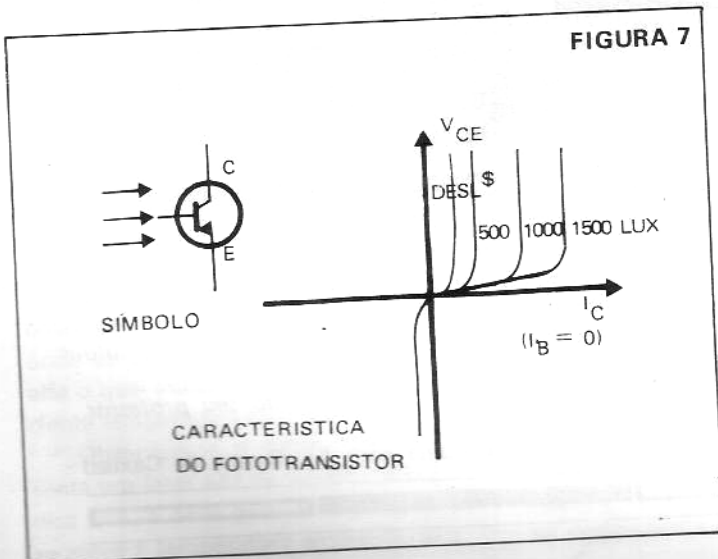 FIGURA 7
V CE
C
DESL $
500 1000 1500 LUX
E
I C
SÍMBOLO
(I B = 0)
CARACTERISTICA
DO FOTOTRANSISTOR